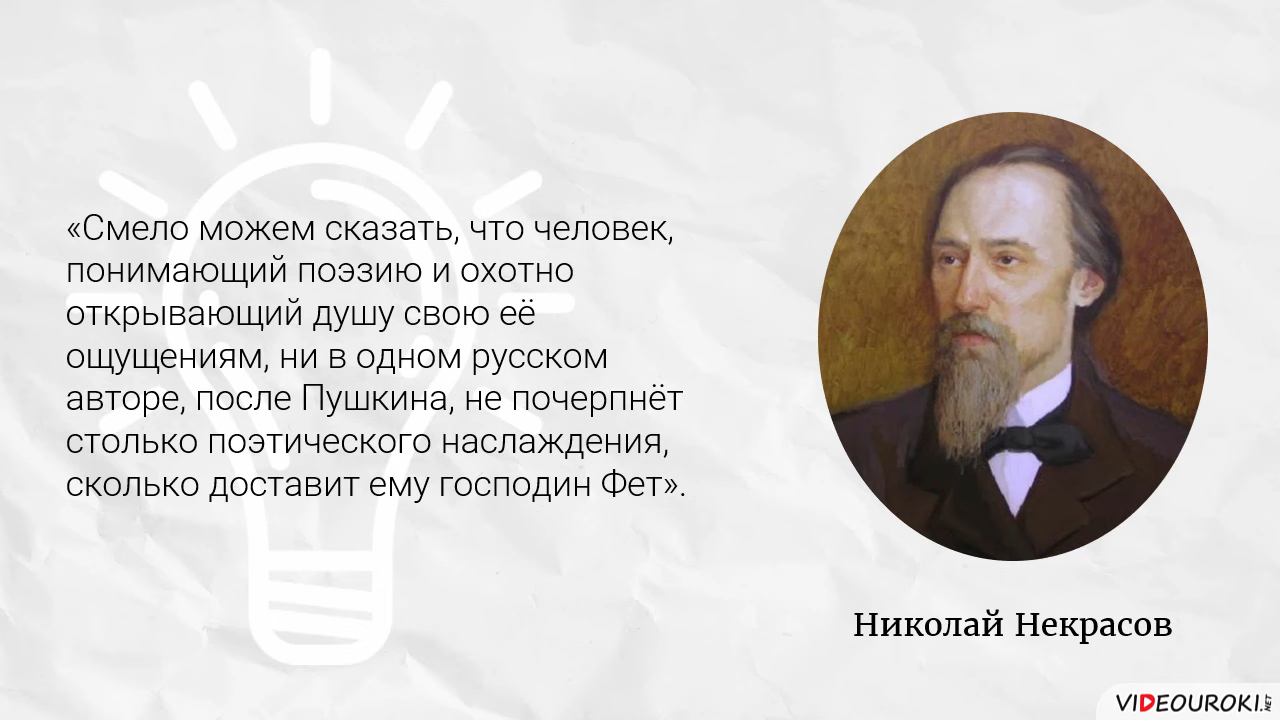 «Смело можем сказать, что человек,
понимающий поэзию и охотно
открывающий душу свою её
ощущениям, ни в одном русском
авторе, после Пушкина, не почерпнёт
столько поэтического наслаждения,
сколько доставит ему господин Фет».
Николай Некрасов
VIDEOUROKI.NET